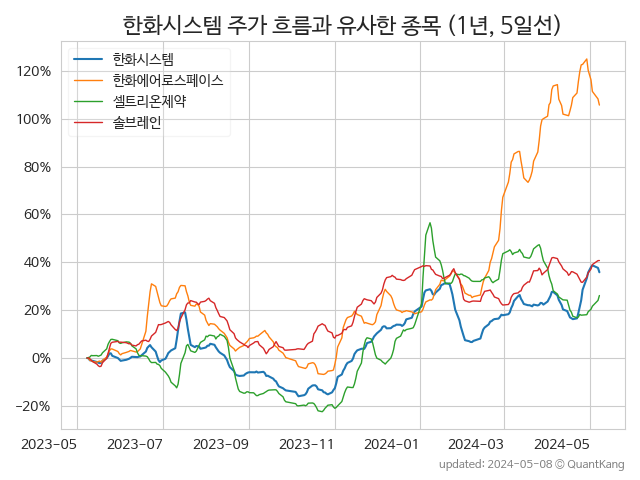 한화시스템 주가 흐름과 유사한 종목 (1년, 5일선)
한화시스템
한화에어로스페이스
셀트리온제약
솔브레인
120%
100%
80%
60%
40%
20%
0%
−20%
2023-05 2023-07 2023-09 2023-11 2024-01 2024-03 2024-05
updated: 2024-05-08 © QuantKang